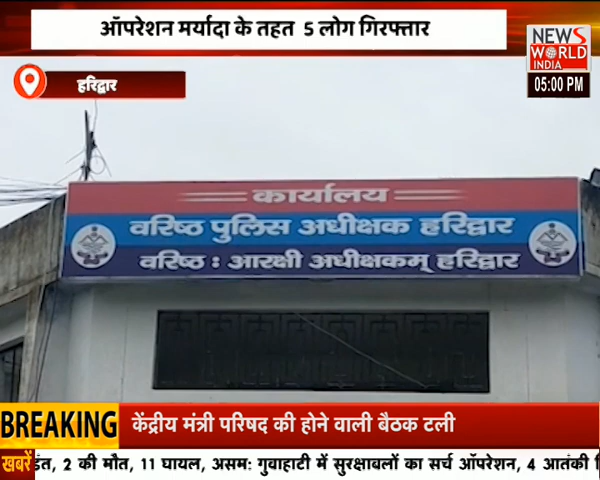 ऑपरेशन मर्यादा के तहत 5 लोग गिरफ्तार
NEWS
WORLD
INDIA
05:00 PM
हरिद्वार
कार्यालय
वरिष्ठ पुलिस अधीक्षक हरिद्वार
वरिष्ठ : आरक्षी अधीक्षकम् हरिद्वार
BREAKING केंद्रीय मंत्री परिषद की होने वाली बैठक टली
खबरें 2 की मौत, 11 घायल, असम: गुवाहाटी में सुरक्षाबलों का सर्च ऑपरेशन, 4 आतंकी